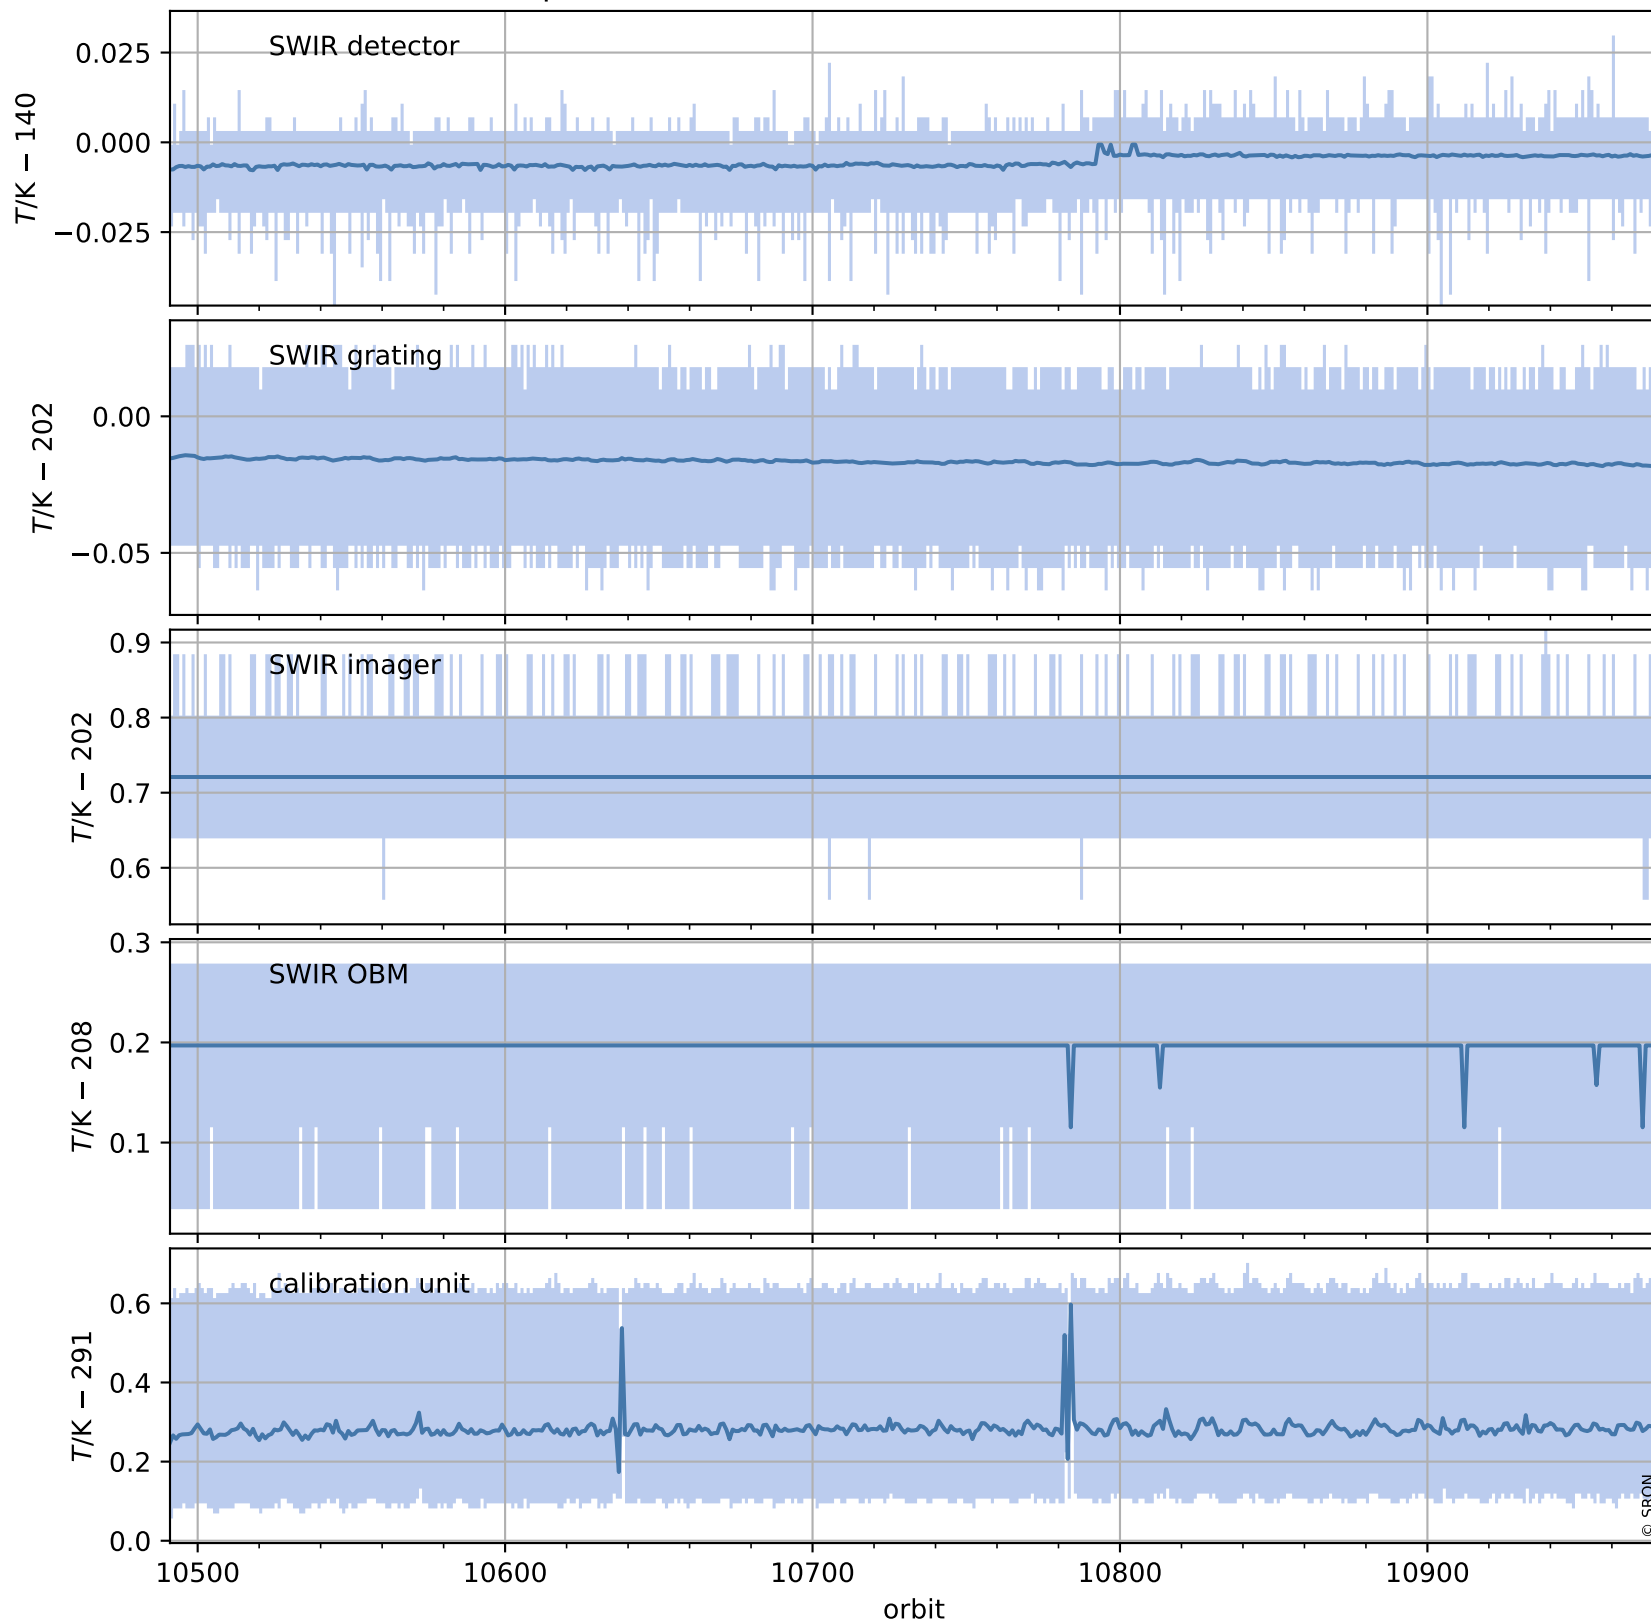 SWIR detector
T/K − 140
0.025
0.000
−0.025
SWIR grating
T/K − 202
0.00
−0.05
SWIR imager
T/K − 202
0.9
0.8
0.7
0.6
SWIR OBM
T/K − 208
0.3
0.2
0.1
calibration unit
T/K − 291
0.6
0.4
0.2
0.0
10500 10600 10700 10800 10900
orbit
© SRON